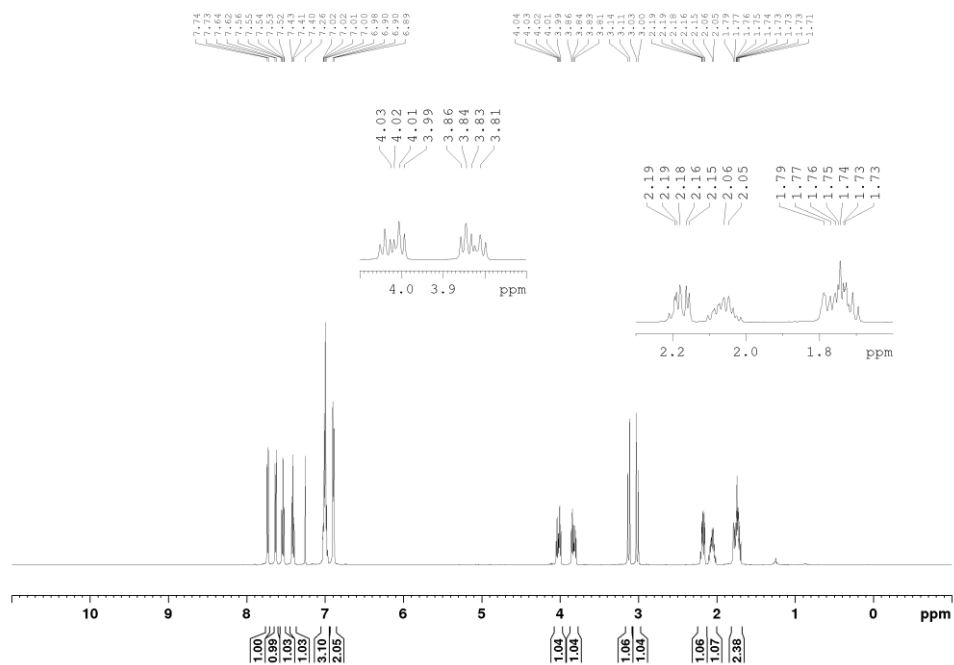 7.74 7.73 7.64 7.62 7.56 7.55 7.54 7.53 7.52 7.43 7.41 7.40 7.26 7.02 7.02 7.01 7.00 6.98 6.90 6.90 6.89
4.04 4.03 4.02 4.01 3.99 3.86 3.84 3.83 3.81 3.14 3.11 3.03 3.00 2.19 2.19 2.18 2.16 2.15 2.06 2.05 1.79 1.77 1.76 1.75 1.74 1.73 1.73 1.73 1.71
4.03 4.02 4.01 3.99 3.86 3.84 3.83 3.81
4.0 3.9 ppm
2.19 2.19 2.18 2.16 2.15 2.06 2.05 1.79 1.77 1.76 1.75 1.74 1.73 1.73
2.2 2.0 1.8 ppm
10 9 8 7 6 5 4 3 2 1 0 ppm
1.00 0.99 1.03 1.03 3.10 2.05 1.04 1.04 1.06 1.04 1.06 1.07 2.38